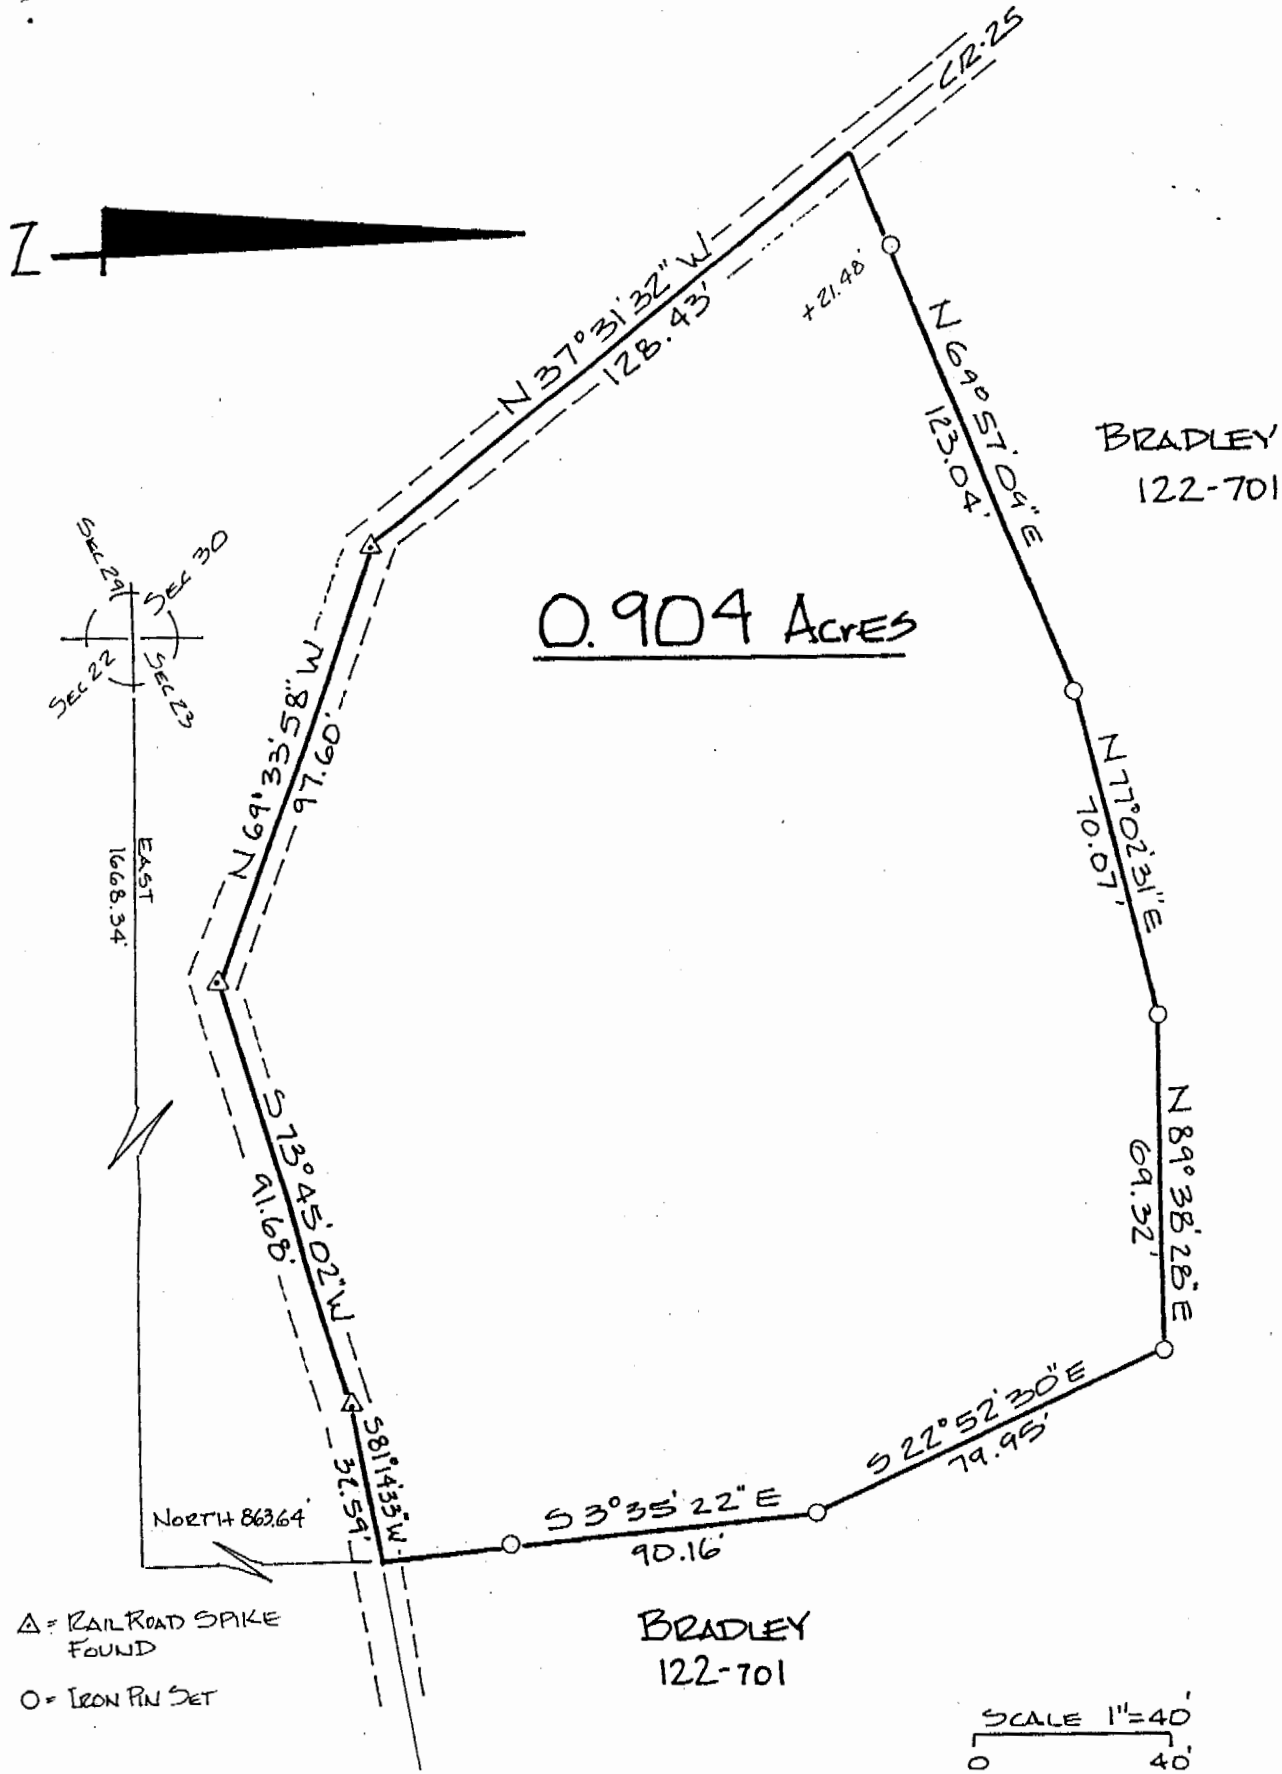 CR-25
N
N 37° 31' 32" W
128.43'
+21.48'
N 69° 57' 09" E
123.04'
BRADLEY
122-701
SEC 29
SEC 30
SEC 22
SEC 23
0.904 ACrES
N 69° 33' 58" W
97.60'
N 77° 02' 31" E
70.07'
EAST
1668.34'
S 73° 45' 02" W
91.68'
N 89° 38' 28" E
69.32'
S 22° 52' 30" E
79.95'
S81°14'33"W
32.59'
NORTH 863.64'
S 3° 35' 22" E
90.16'
BRADLEY
122-701
△ = RAILROAD SPIKE
FOUND
O = IRON PIN SET
SCALE 1"=40'
0 40'